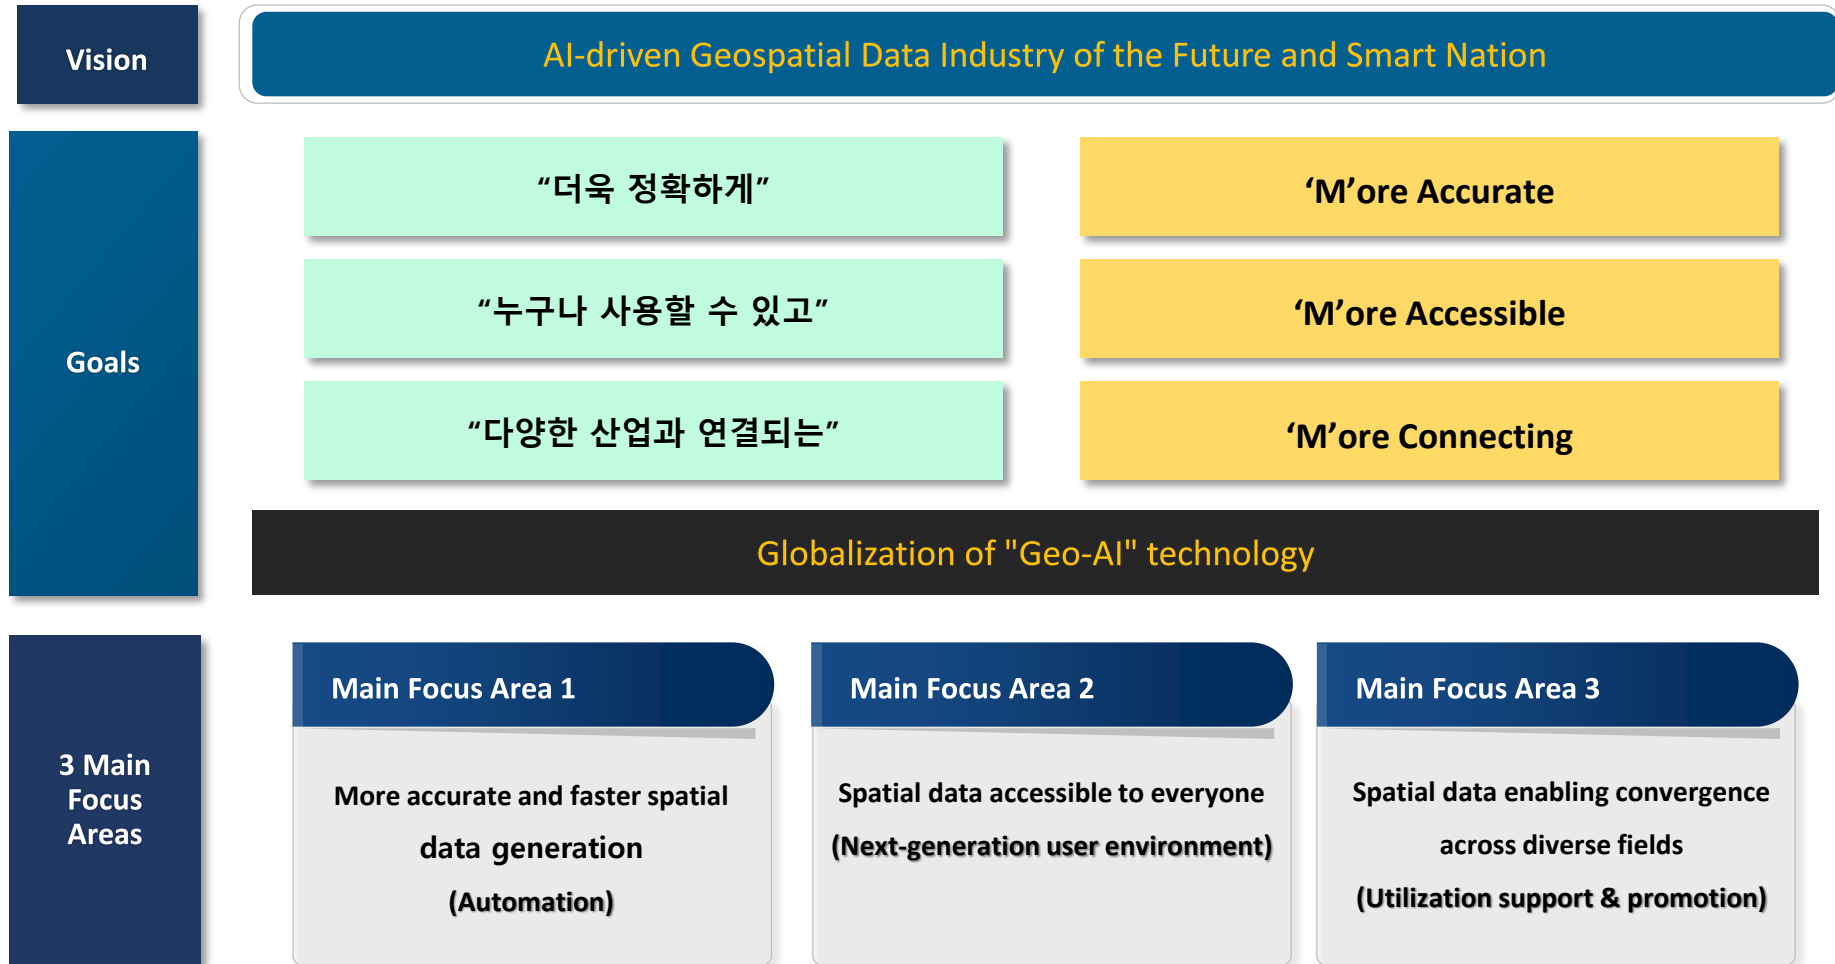 Vision
AI-driven Geospatial Data Industry of the Future and Smart Nation
Goals
“더욱 정확하게”
‘M’ore Accurate
“누구나 사용할 수 있고”
‘M’ore Accessible
“다양한 산업과 연결되는”
‘M’ore Connecting
Globalization of "Geo-AI" technology
3 Main
Focus
Areas
Main Focus Area 1
More accurate and faster spatial
data generation
(Automation)
Main Focus Area 2
Spatial data accessible to everyone
(Next-generation user environment)
Main Focus Area 3
Spatial data enabling convergence
across diverse fields
(Utilization support & promotion)